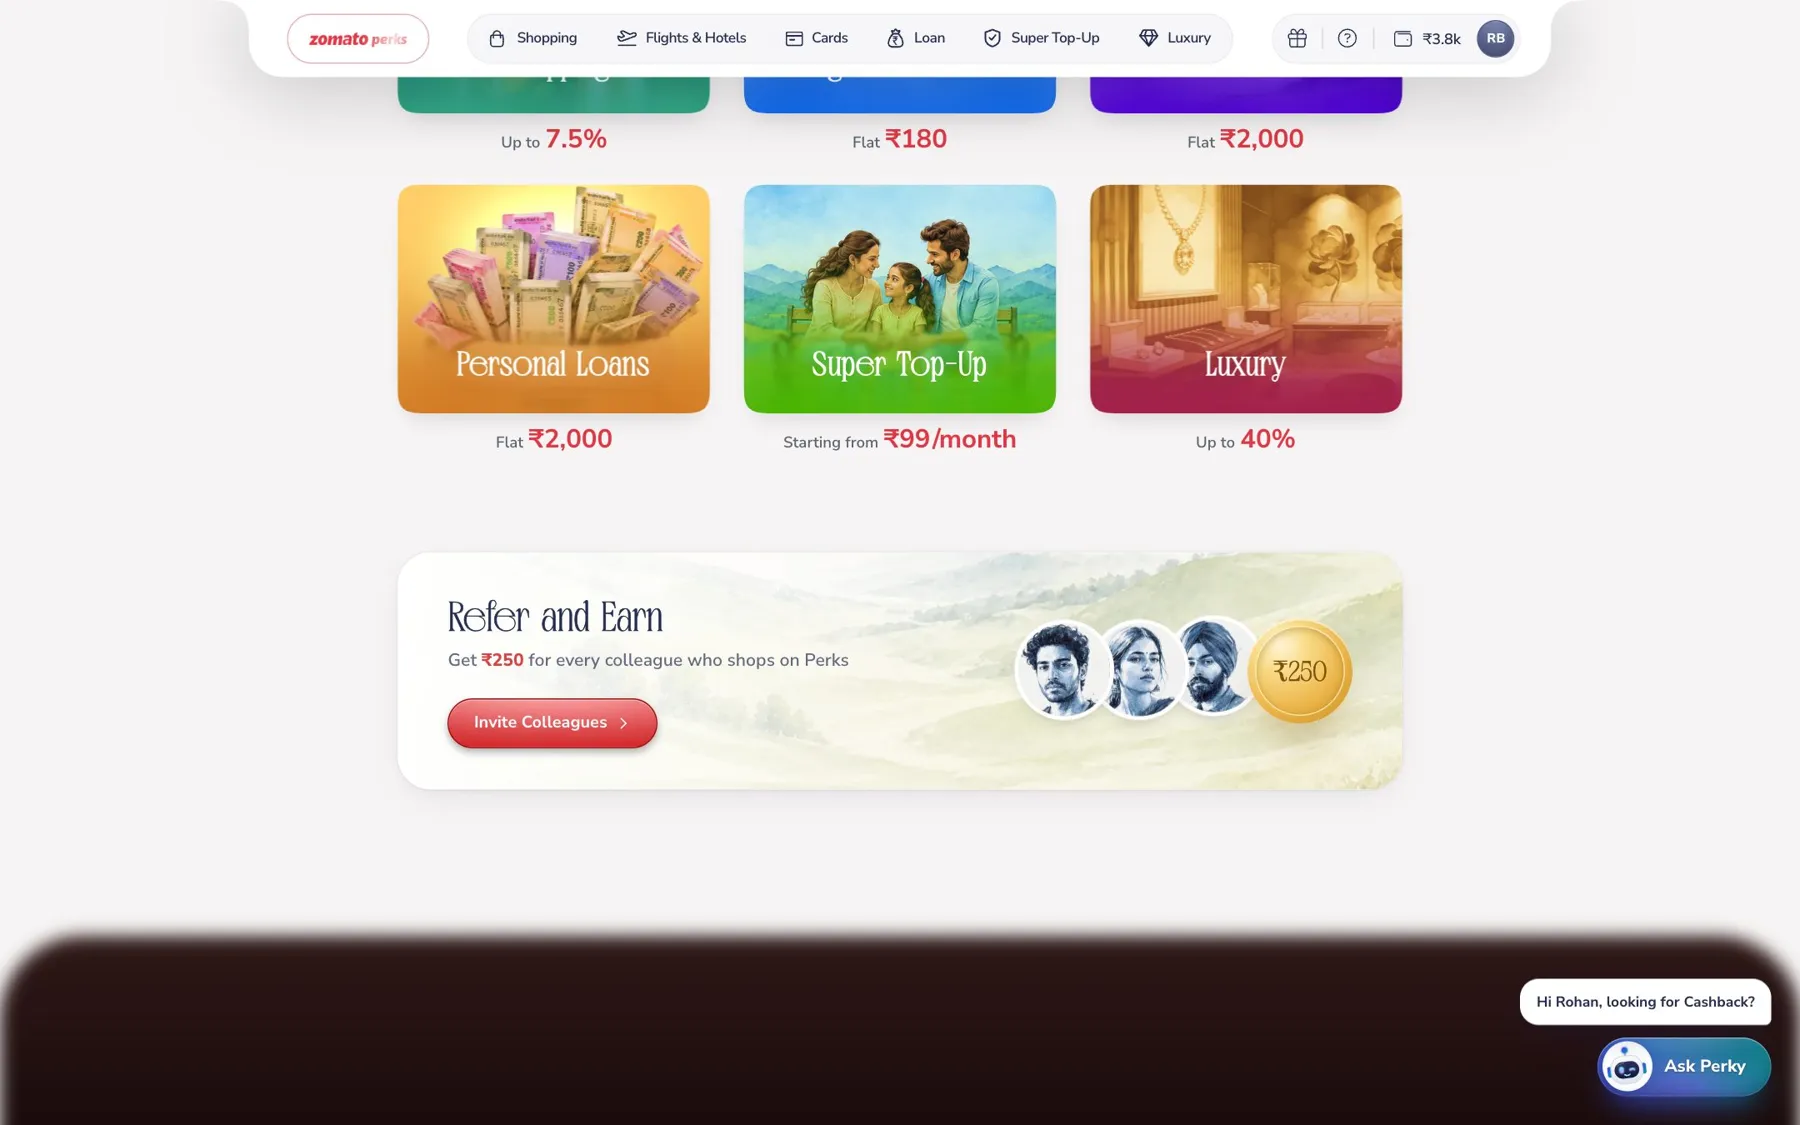 zomato perks
Shopping
Flights & Hotels
Cards
Loan
Super Top-Up
Luxury
₹3.8k
RB
Up to 7.5%
Flat ₹180
Flat ₹2,000
Personal Loans
Super Top-Up
Luxury
Flat ₹2,000
Starting from ₹99/month
Up to 40%
Refer and Earn
Get ₹250 for every colleague who shops on Perks
Invite Colleagues
₹250
Hi Rohan, looking for Cashback?
Ask Perky